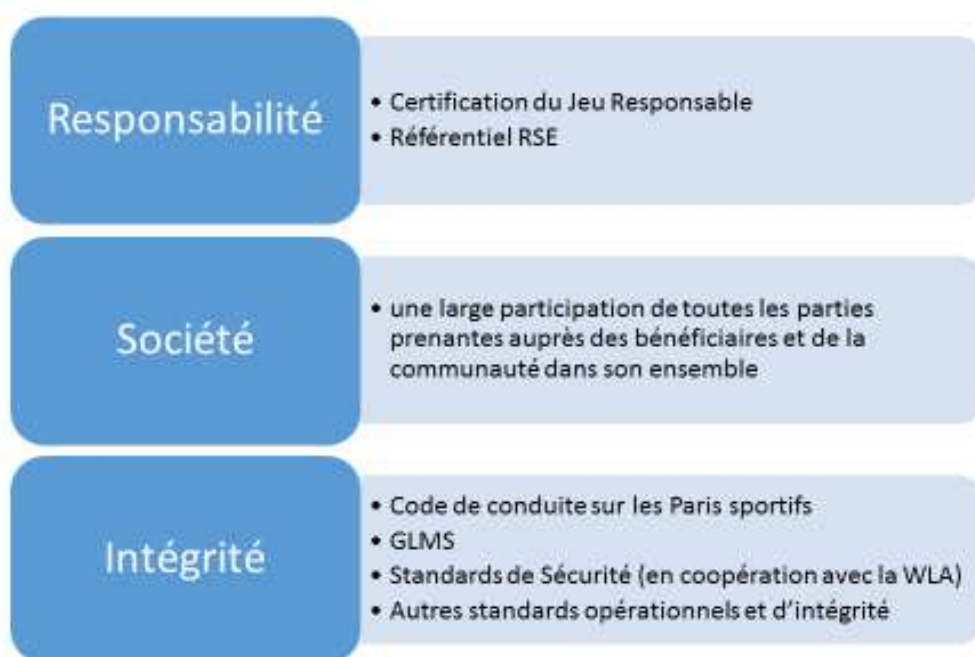 Responsabilité
• Certification du Jeu Responsable
• Référentiel RSE
Société
• une large participation de toutes les parties
prenantes auprès des bénéficiaires et de la
communauté dans son ensemble
Intégrité
• Code de conduite sur les Paris sportifs
• GLMS
• Standards de Sécurité (en coopération avec la WLA)
• Autres standards opérationnels et d'intégrité